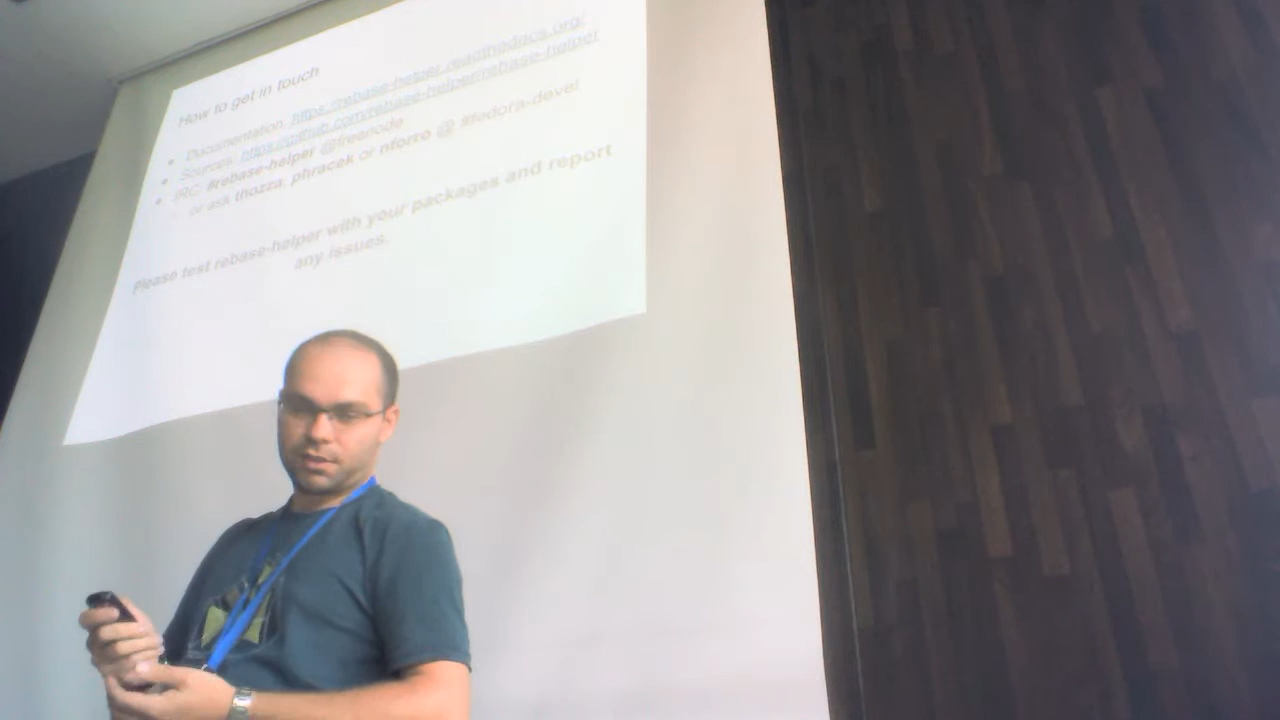 How to get in touch
Documentation: https://rebase-helper.readthedocs.org/
Sources: https://github.com/rebase-helper/rebase-helper
IRC: #rebase-helper @freenode
or ask thozza, phracek or nforro @ #fedora-devel
Please test rebase-helper with your packages and report
any issues.